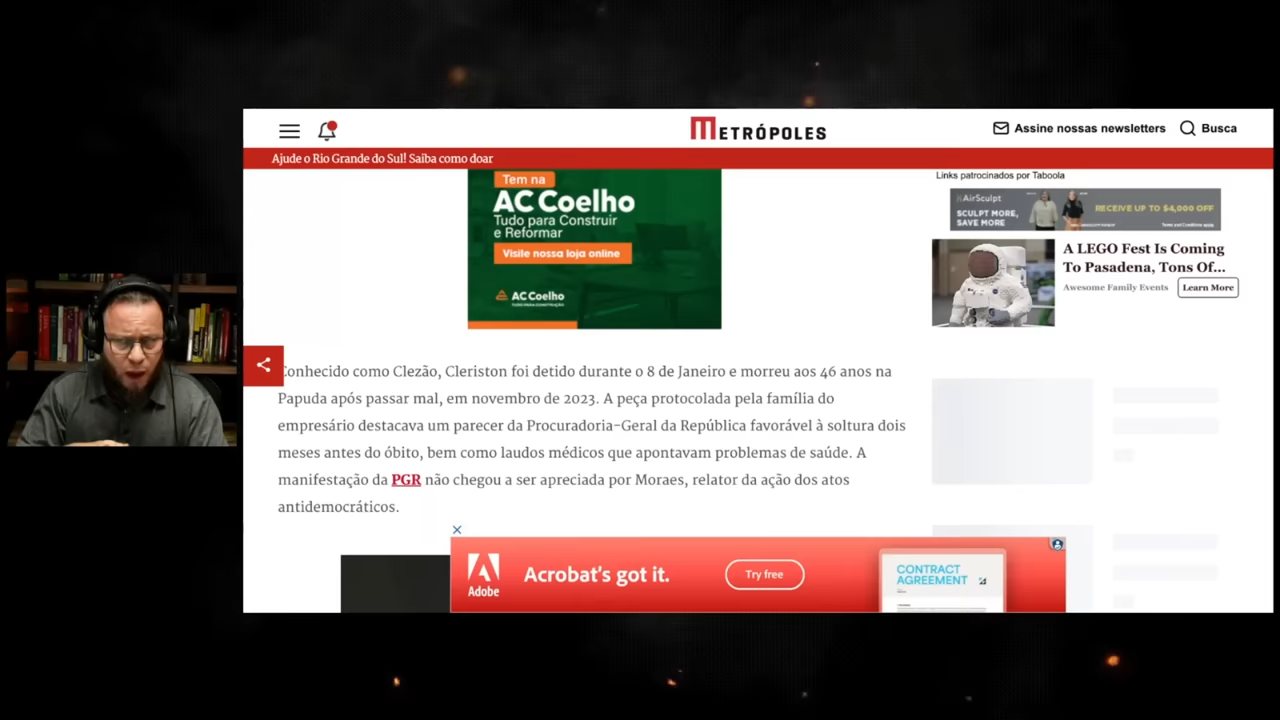 METRÓPOLES
Assine nossas newsletters
Busca
Ajude o Rio Grande do Sul! Saiba como doar
Tem na
AC Coelho
Tudo para Construir
e Reformar
Visite nossa loja online
AC Coelho
Links patrocinados por Taboola
AirSculpt
SCULPT MORE,
SAVE MORE
RECEIVE UP TO $4,000 OFF
A LEGO Fest Is Coming
To Pasadena, Tons Of...
Awesome Family Events
Learn More
Conhecido como Clezão, Cleriston foi detido durante o 8 de Janeiro e morreu aos 46 anos na
Papuda após passar mal, em novembro de 2023. A peça protocolada pela família do
empresário destacava um parecer da Procuradoria-Geral da República favorável à soltura dois
meses antes do óbito, bem como laudos médicos que apontavam problemas de saúde. A
manifestação da PGR não chegou a ser apreciada por Moraes, relator da ação dos atos
antidemocráticos.
Adobe
Acrobat's got it.
Try free
CONTRACT
AGREEMENT